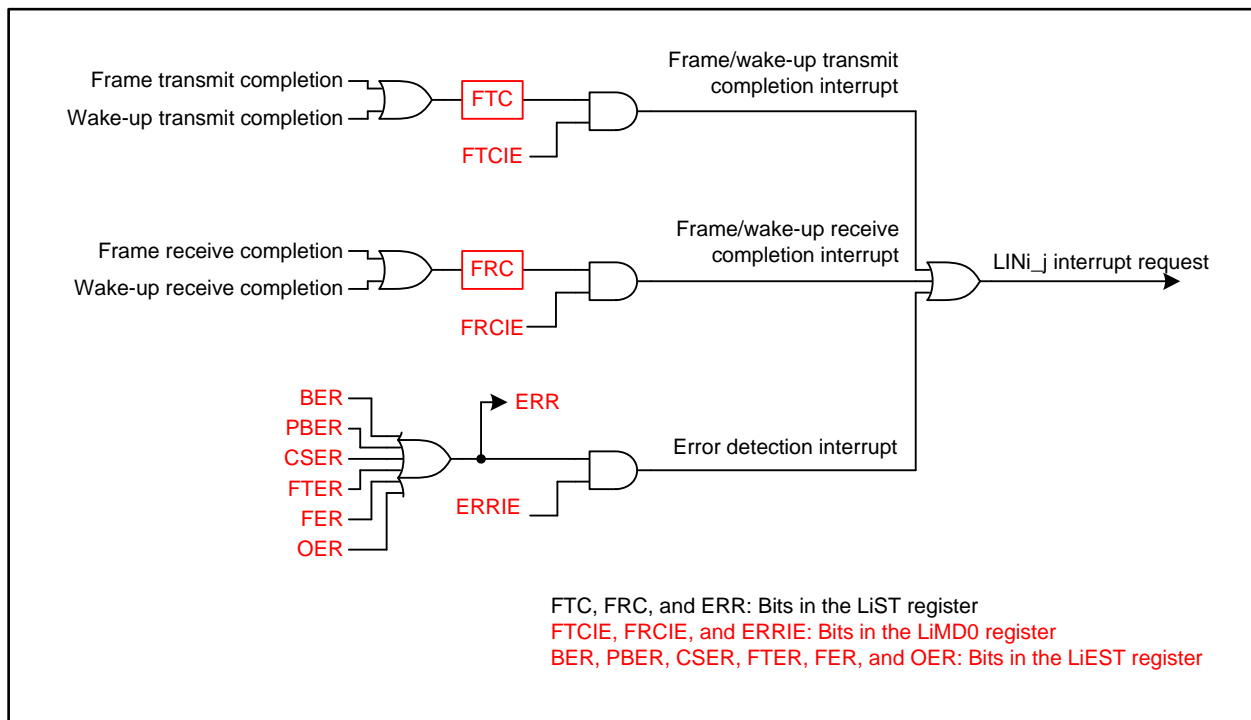 Frame/wake-up transmit
completion interrupt
Frame transmit completion
Wake-up transmit completion
FTC
FTCIE
Frame/wake-up receive
completion interrupt
Frame receive completion
Wake-up receive completion
FRC
FRCIE
LINi_j interrupt request
BER
PBER
CSER
FTER
FER
OER
ERR
ERRIE
Error detection interrupt
FTC, FRC, and ERR: Bits in the LiST register
FTCIE, FRCIE, and ERRIE: Bits in the LiMD0 register
BER, PBER, CSER, FTER, FER, and OER: Bits in the LiEST register